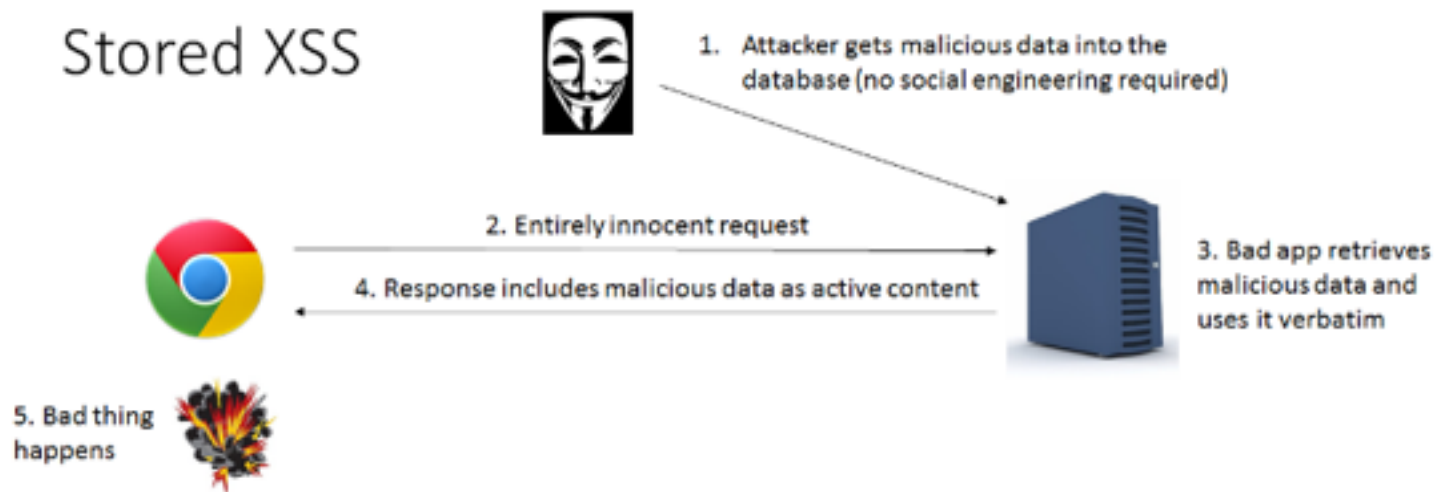 Stored XSS
1. Attacker gets malicious data into the
database (no social engineering required)
2. Entirely innocent request
3. Bad app retrieves
malicious data and
uses it verbatim
4. Response includes malicious data as active content
5. Bad thing
happens